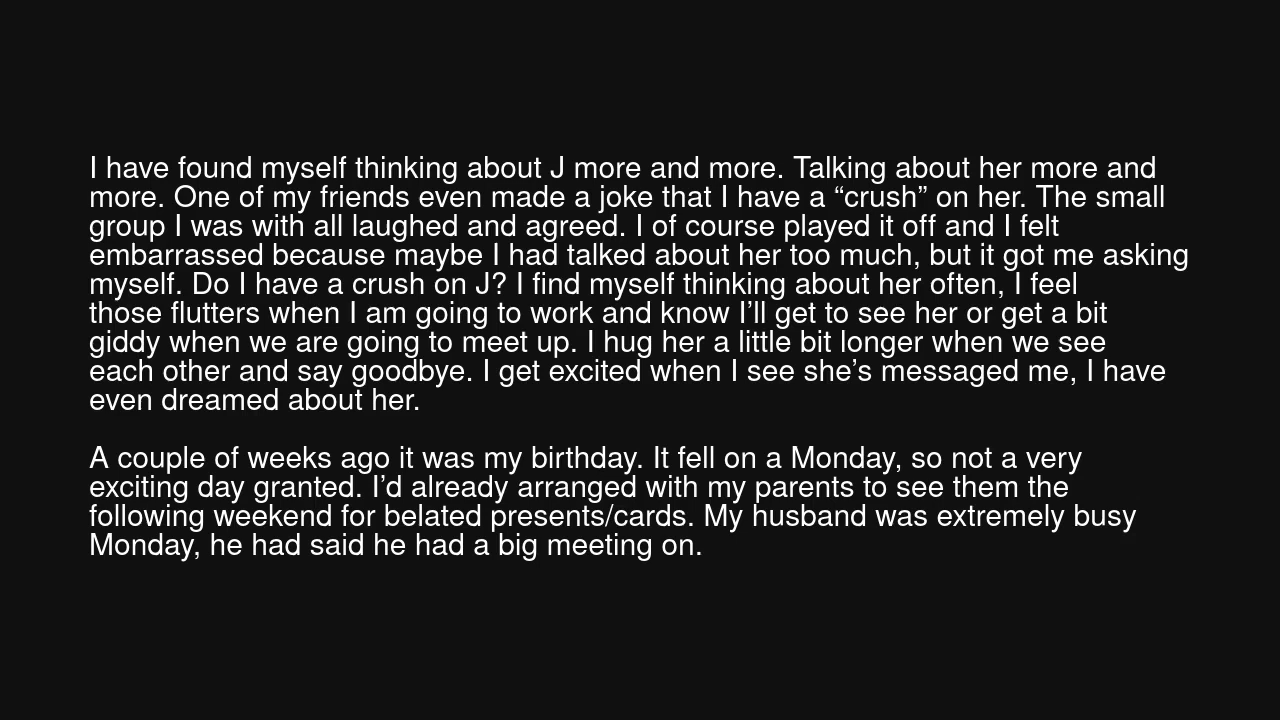 I have found myself thinking about J more and more. Talking about her more and
more. One of my friends even made a joke that I have a “crush” on her. The small
group I was with all laughed and agreed. I of course played it off and I felt
embarrassed because maybe I had talked about her too much, but it got me asking
myself. Do I have a crush on J? I find myself thinking about her often, I feel
those flutters when I am going to work and know I’ll get to see her or get a bit
giddy when we are going to meet up. I hug her a little bit longer when we see
each other and say goodbye. I get excited when I see she’s messaged me, I have
even dreamed about her.
A couple of weeks ago it was my birthday. It fell on a Monday, so not a very
exciting day granted. I’d already arranged with my parents to see them the
following weekend for belated presents/cards. My husband was extremely busy
Monday, he had said he had a big meeting on.